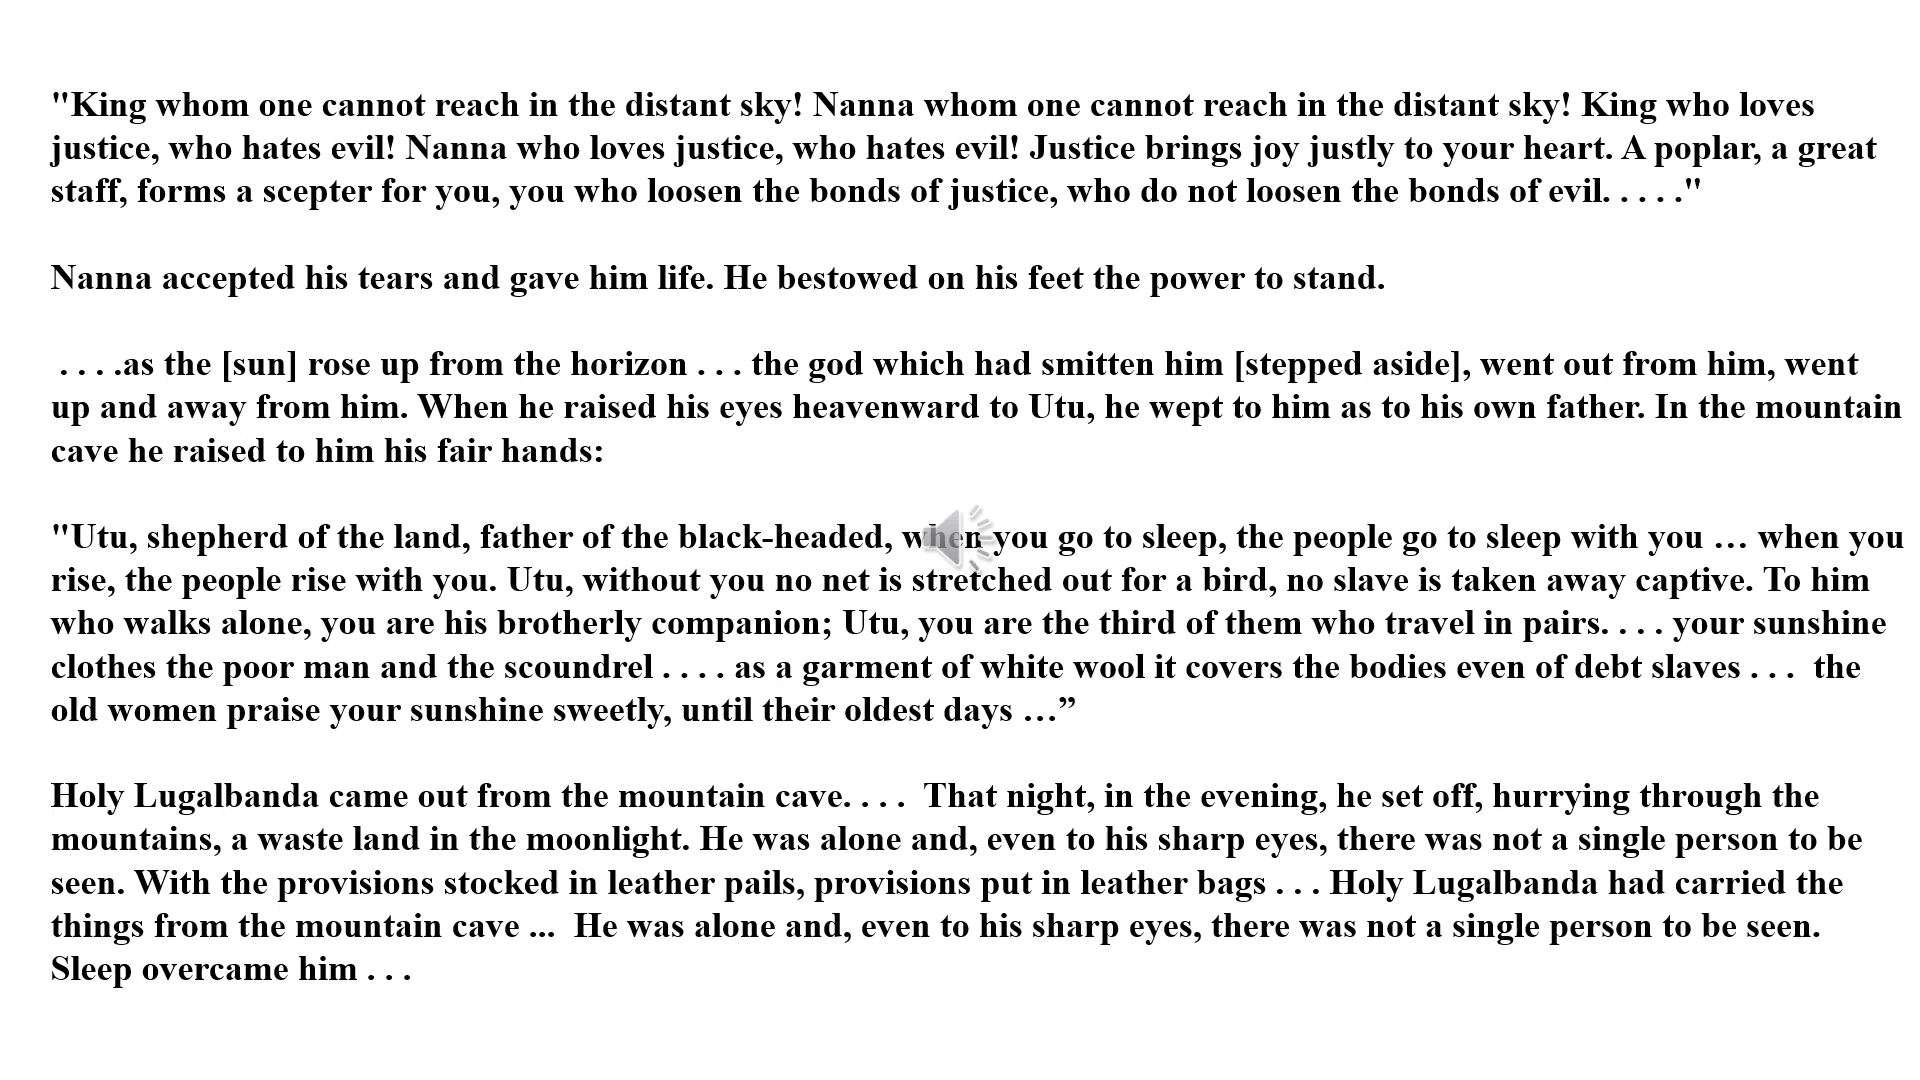 "King whom one cannot reach in the distant sky! Nanna whom one cannot reach in the distant sky! King who loves
justice, who hates evil! Nanna who loves justice, who hates evil! Justice brings joy justly to your heart. A poplar, a great
staff, forms a scepter for you, you who loosen the bonds of justice, who do not loosen the bonds of evil. . . . ."
Nanna accepted his tears and gave him life. He bestowed on his feet the power to stand.
. . . .as the [sun] rose up from the horizon . . . the god which had smitten him [stepped aside], went out from him, went
up and away from him. When he raised his eyes heavenward to Utu, he wept to him as to his own father. In the mountain
cave he raised to him his fair hands:
"Utu, shepherd of the land, father of the black-headed, when you go to sleep, the people go to sleep with you … when you
rise, the people rise with you. Utu, without you no net is stretched out for a bird, no slave is taken away captive. To him
who walks alone, you are his brotherly companion; Utu, you are the third of them who travel in pairs. . . . your sunshine
clothes the poor man and the scoundrel . . . . as a garment of white wool it covers the bodies even of debt slaves . . .  the
old women praise your sunshine sweetly, until their oldest days …”
Holy Lugalbanda came out from the mountain cave. . . .  That night, in the evening, he set off, hurrying through the
mountains, a waste land in the moonlight. He was alone and, even to his sharp eyes, there was not a single person to be
seen. With the provisions stocked in leather pails, provisions put in leather bags . . . Holy Lugalbanda had carried the
things from the mountain cave ...  He was alone and, even to his sharp eyes, there was not a single person to be seen.
Sleep overcame him . . .